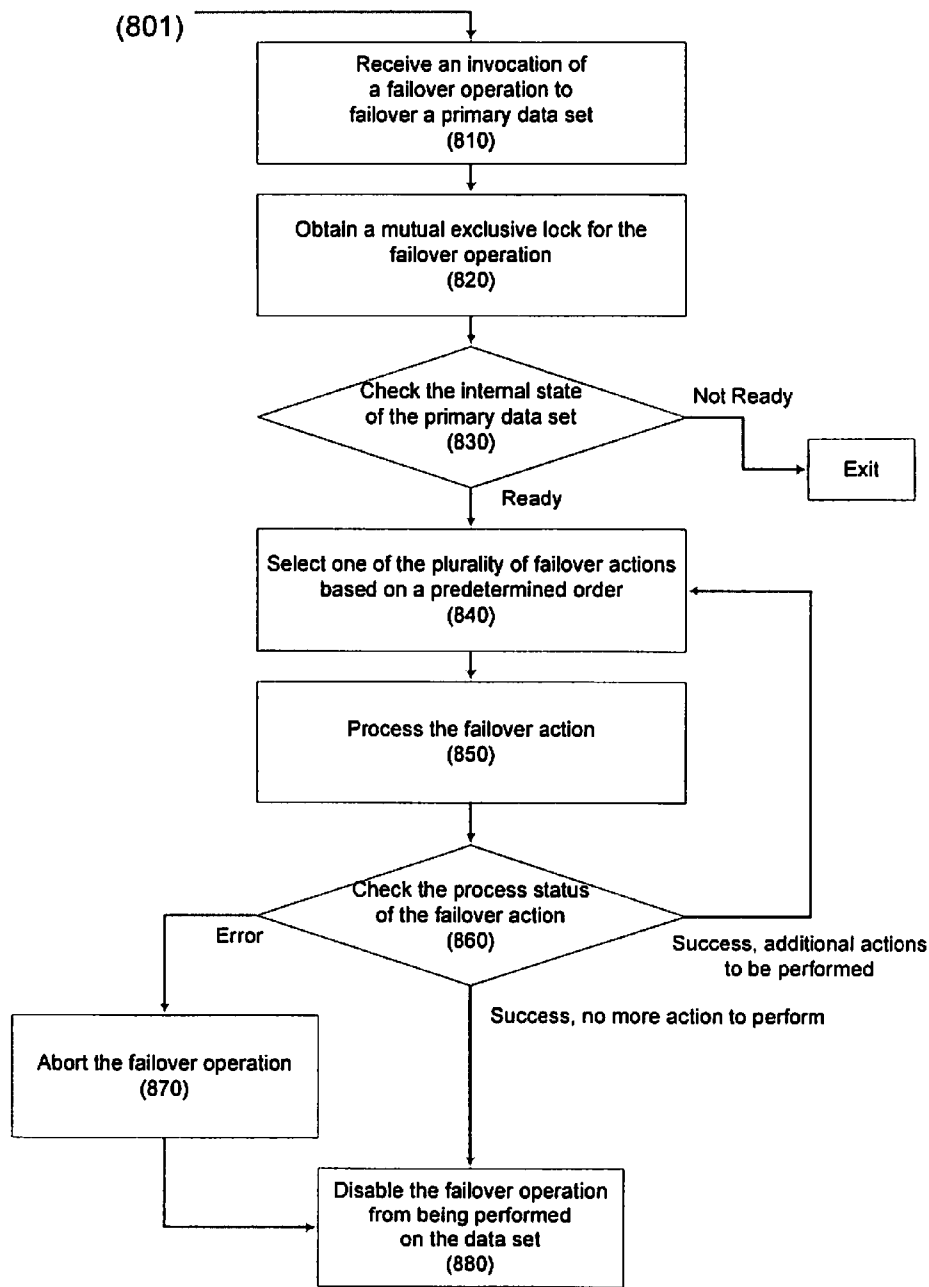 (801)
Receive an invocation of
a failover operation to
failover a primary data set
(810)
Obtain a mutual exclusive lock for the
failover operation
(820)
Check the internal state
of the primary data set
(830)
Not Ready
Exit
Ready
Select one of the plurality of failover actions
based on a predetermined order
(840)
Process the failover action
(850)
Check the process status
of the failover action
(860)
Error
Success, additional actions
to be performed
Success, no more action to perform
Abort the failover operation
(870)
Disable the failover operation
from being performed
on the data set
(880)